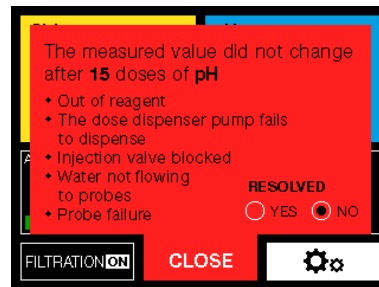 The measured value did not change
after 15 doses of pH
• Out of reagent
• The dose dispenser pump fails
to dispense
• Injection valve blocked
• Water not flowing
to probes
• Probe failure
RESOLVED
YES NO
FILTRATION ON
CLOSE